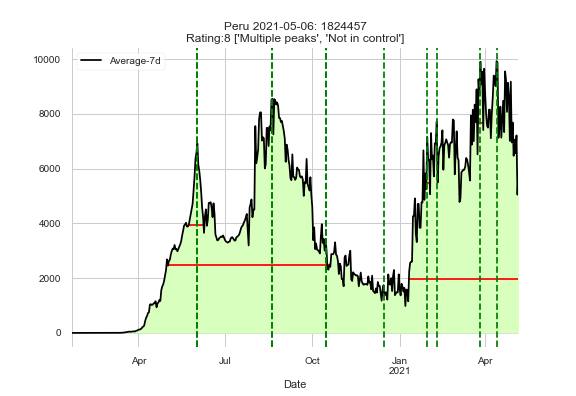 Peru 2021-05-06: 1824457
Rating:8 ['Multiple peaks', 'Not in control']
Average-7d
10000
8000
6000
4000
2000
0
Apr Jul Oct Jan Apr
2021
Date